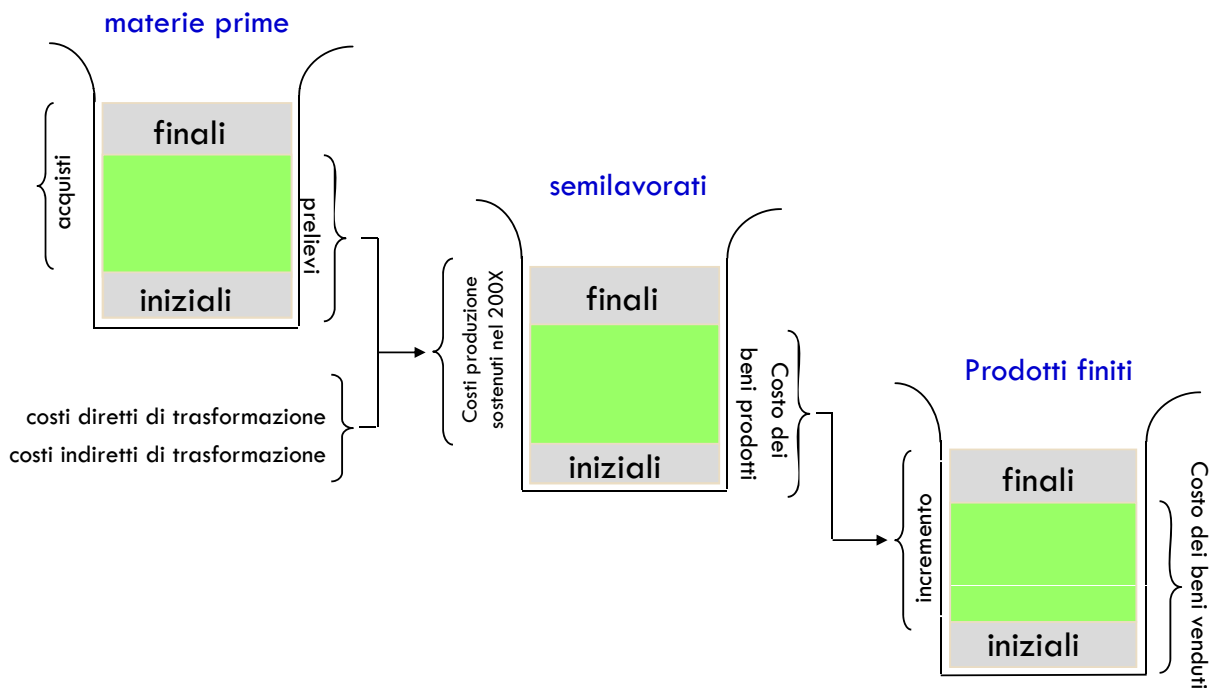 materie prime
finali
acquisti
prelievi
iniziali
costi diretti di trasformazione
costi indiretti di trasformazione
semilavorati
Costi produzione
sostenuti nel 200X
finali
iniziali
Costo dei
beni prodotti
Prodotti finiti
incremento
finali
iniziali
Costo dei beni venduti